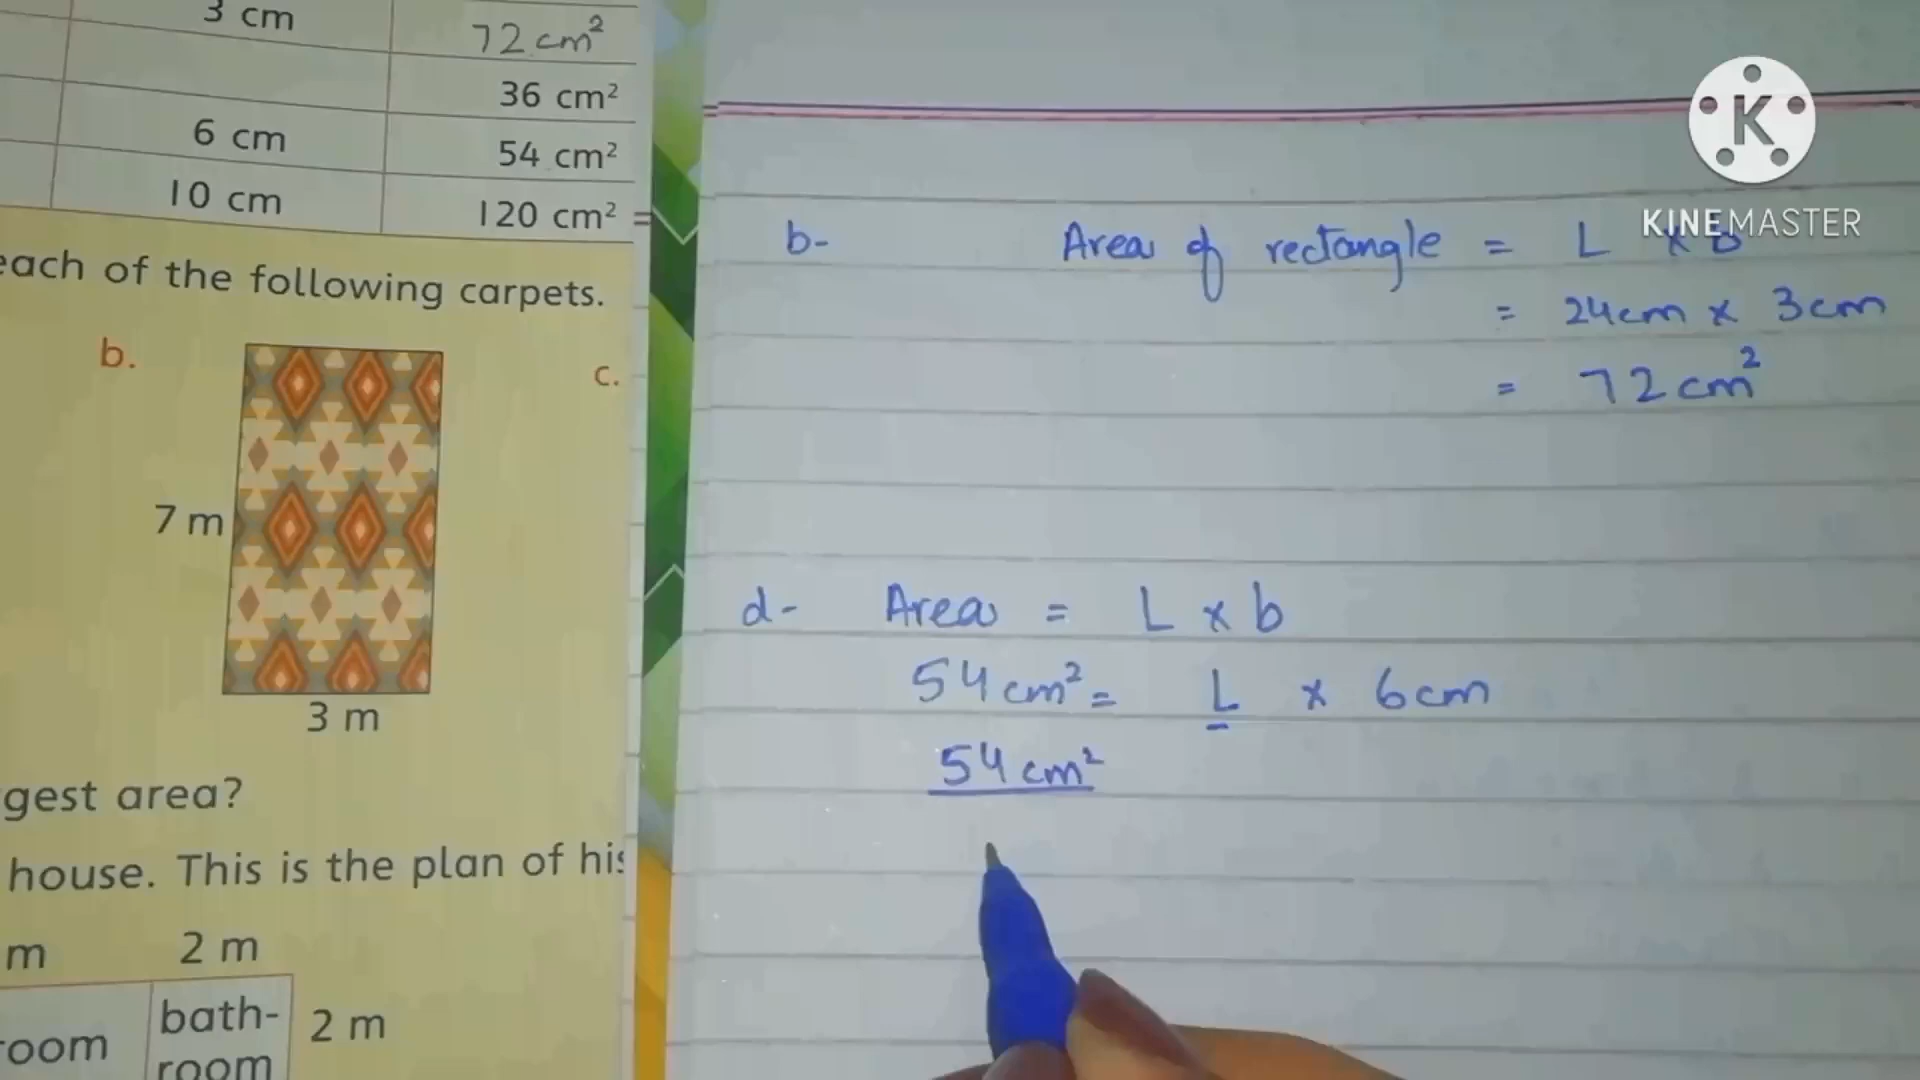 3 cm 72 cm²
36 cm²
6 cm 54 cm²
10 cm 120 cm²
each of the following carpets.
b. c.
7 m
3 m
gest area?
house. This is the plan of his
m 2 m
room bath-room 2 m
K
KINEMASTER
b- Area of rectangle = L × b
= 24cm × 3cm
= 72cm²
d- Area = L × b
54cm² = L × 6cm
54cm²